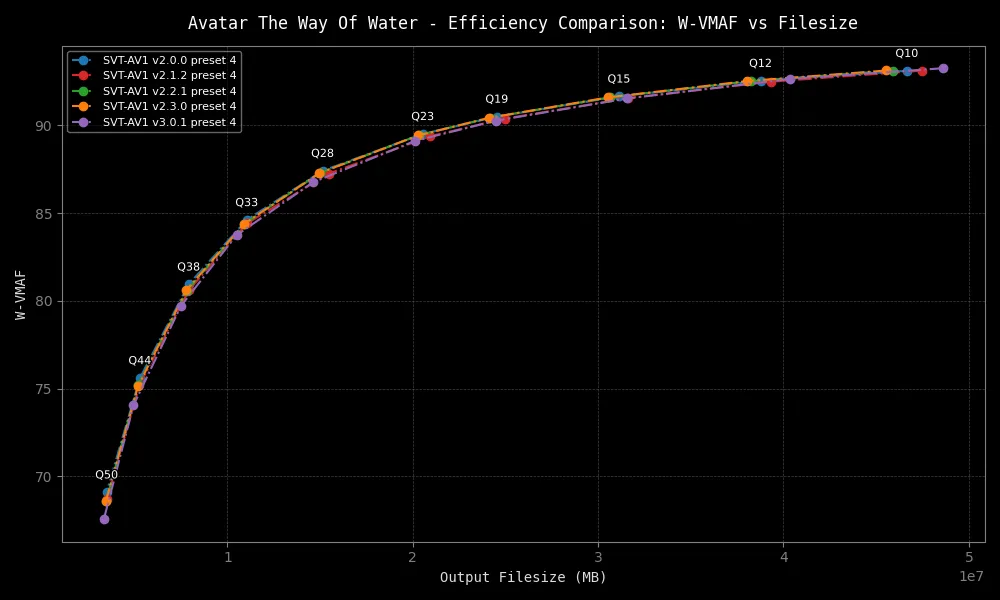 Avatar The Way Of Water - Efficiency Comparison: W-VMAF vs Filesize
SVT-AV1 v2.0.0 preset 4
SVT-AV1 v2.1.2 preset 4
SVT-AV1 v2.2.1 preset 4
SVT-AV1 v2.3.0 preset 4
SVT-AV1 v3.0.1 preset 4
Q10
Q12
Q15
Q19
Q23
Q28
Q33
Q38
Q44
Q50
W-VMAF
90
85
80
75
70
1
2
3
4
5
1e7
Output Filesize (MB)